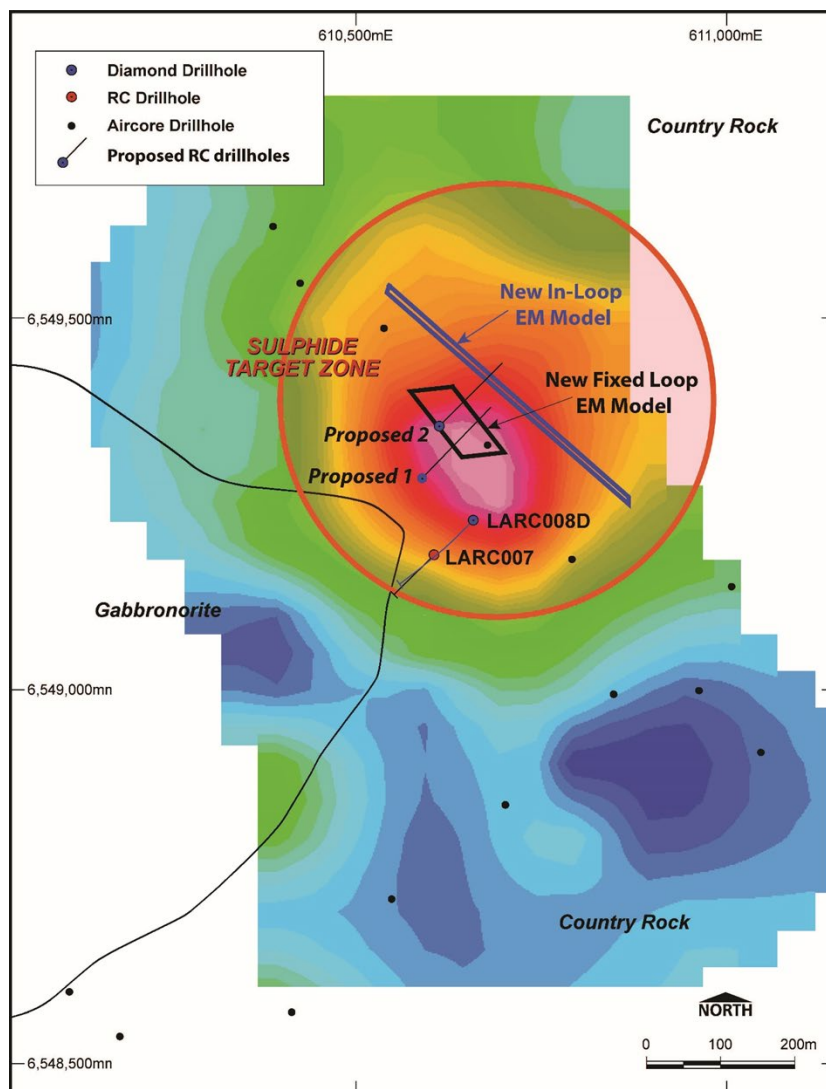 610,500mE
611,000mE
Diamond Drillhole
RC Drillhole
Aircore Drillhole
Proposed RC drillholes
Country Rock
6,549,500mn
New In-Loop
EM Model
SULPHIDE
TARGET ZONE
New Fixed Loop
EM Model
Proposed 2
Proposed 1
LARC008D
LARC007
Gabbronorite
6,549,000mn
Country Rock
NORTH
0 100 200m
6,548,500mn